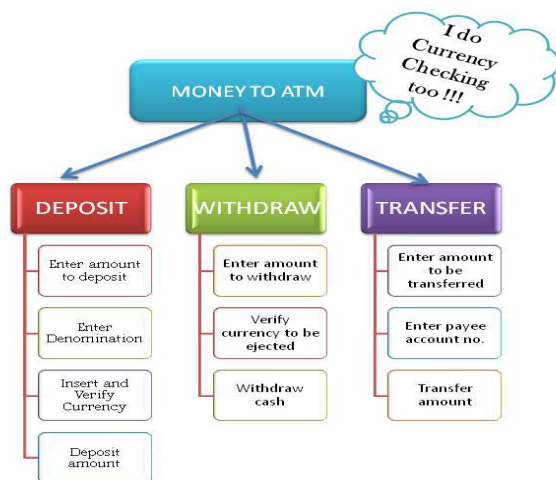 I do
Currency
Checking
too !!!
MONEY TO ATM
DEPOSIT
Enter amount
to deposit
Enter
Denomination
Insert and
Verify
Currency
Deposit
amount
WITHDRAW
Enter amount
to withdraw
Verify
currency to be
ejected
Withdraw
cash
TRANSFER
Enter amount
to be
transferred
Enter payee
account no.
Transfer
amount